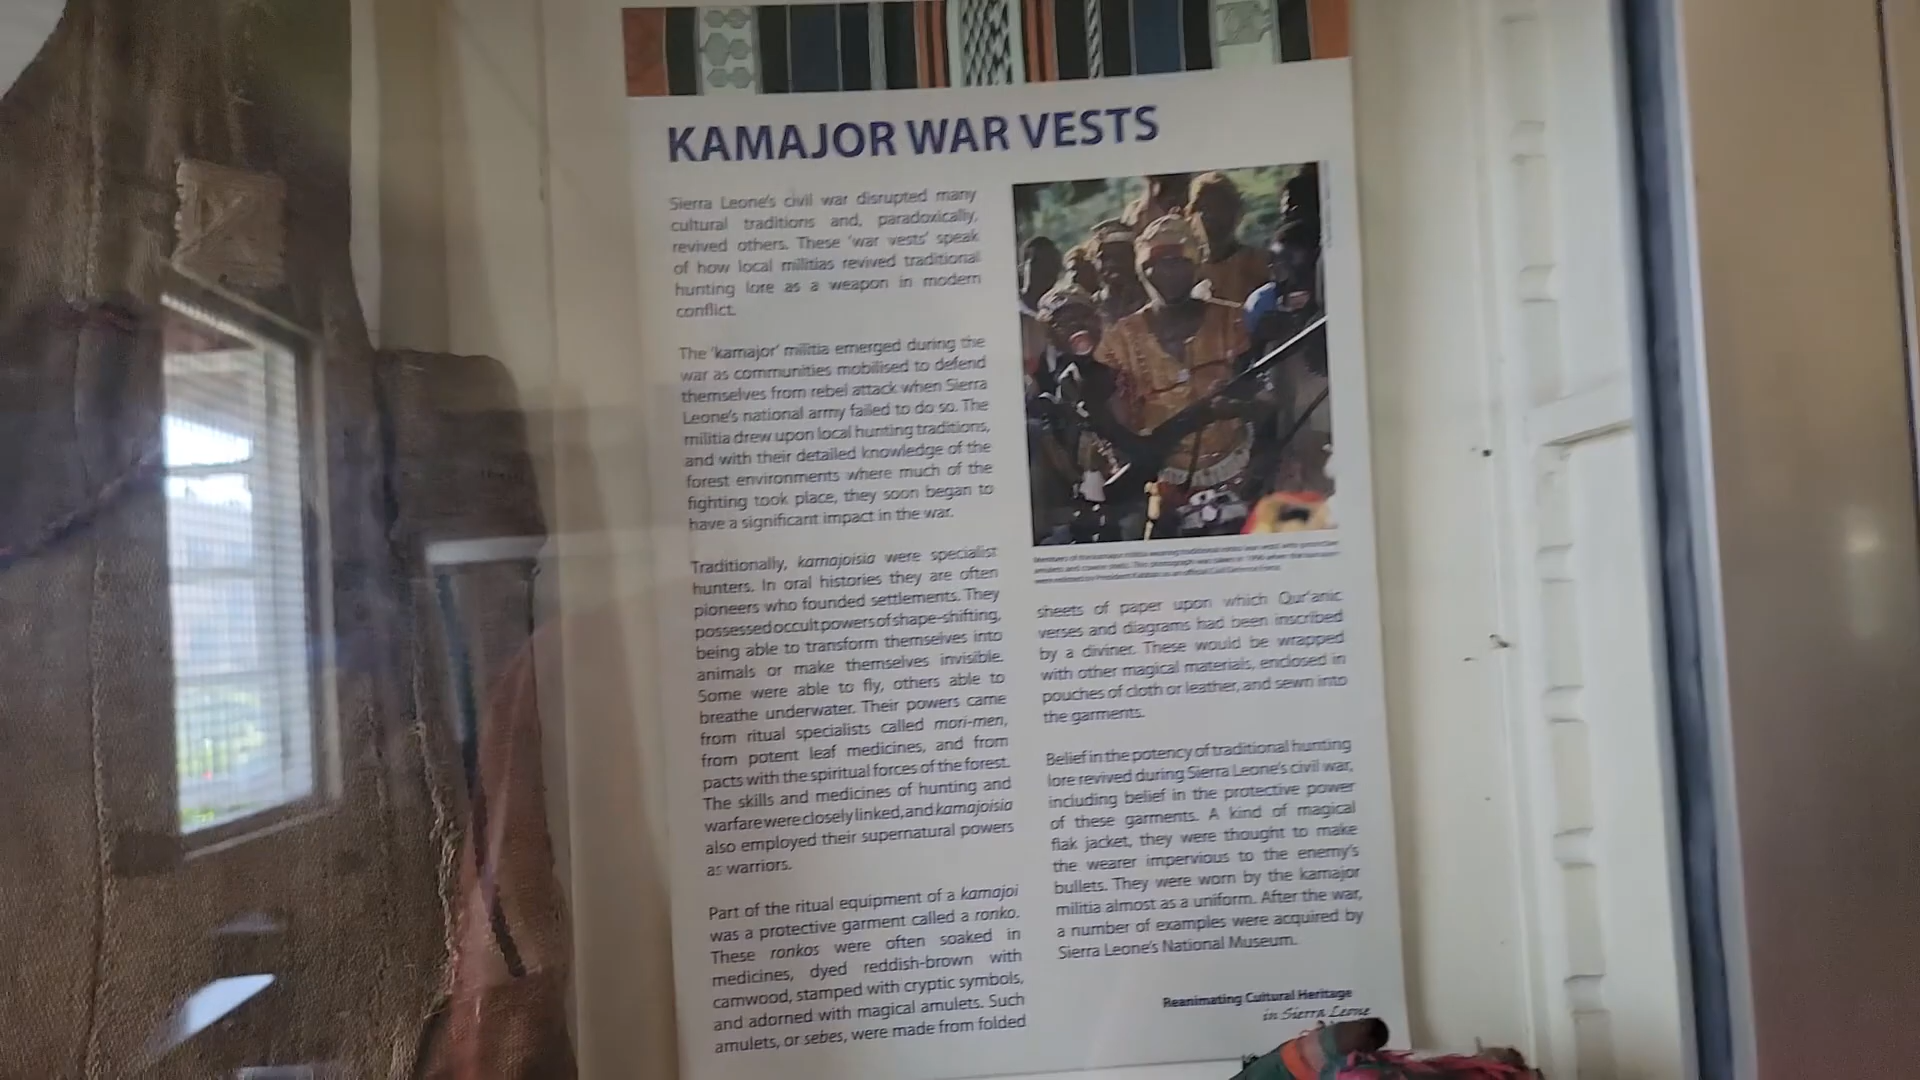 KAMAJOR WAR VESTS
Sierra Leone's civil war disrupted many
cultural traditions and, paradoxically,
revived others. These 'war vests' speak
of how local militias revived traditional
hunting lore as a weapon in modern
conflict.
The 'kamajor' militia emerged during the
war as communities mobilised to defend
themselves from rebel attack when Sierra
Leone's national army failed to do so. The
militia drew upon local hunting traditions,
and with their detailed knowledge of the
forest environments where much of the
fighting took place, they soon began to
have a significant impact in the war.
Traditionally, kamajoisia were specialist
hunters. In oral histories they are often
pioneers who founded settlements. They
possessed occult powers of shape-shifting,
being able to transform themselves into
animals or make themselves invisible.
Some were able to fly, others able to
breathe underwater. Their powers came
from ritual specialists called mori-men,
from potent leaf medicines, and from
pacts with the spiritual forces of the forest.
The skills and medicines of hunting and
warfare were closely linked, and kamajoisia
also employed their supernatural powers
as warriors.
Part of the ritual equipment of a kamajoi
was a protective garment called a ronko.
These ronkos were often soaked in
medicines, dyed reddish-brown with
camwood, stamped with cryptic symbols,
and adorned with magical amulets. Such
amulets, or sebes, were made from folded
sheets of paper upon which Qur'anic
verses and diagrams had been inscribed
by a diviner. These would be wrapped
with other magical materials, enclosed in
pouches of cloth or leather, and sewn into
the garments.
Belief in the potency of traditional hunting
lore revived during Sierra Leone's civil war,
including belief in the protective power
of these garments. A kind of magical
flak jacket, they were thought to make
the wearer impervious to the enemy's
bullets. They were worn by the kamajor
militia almost as a uniform. After the war,
a number of examples were acquired by
Sierra Leone's National Museum.
Reanimating Cultural Heritage
in Sierra Leone